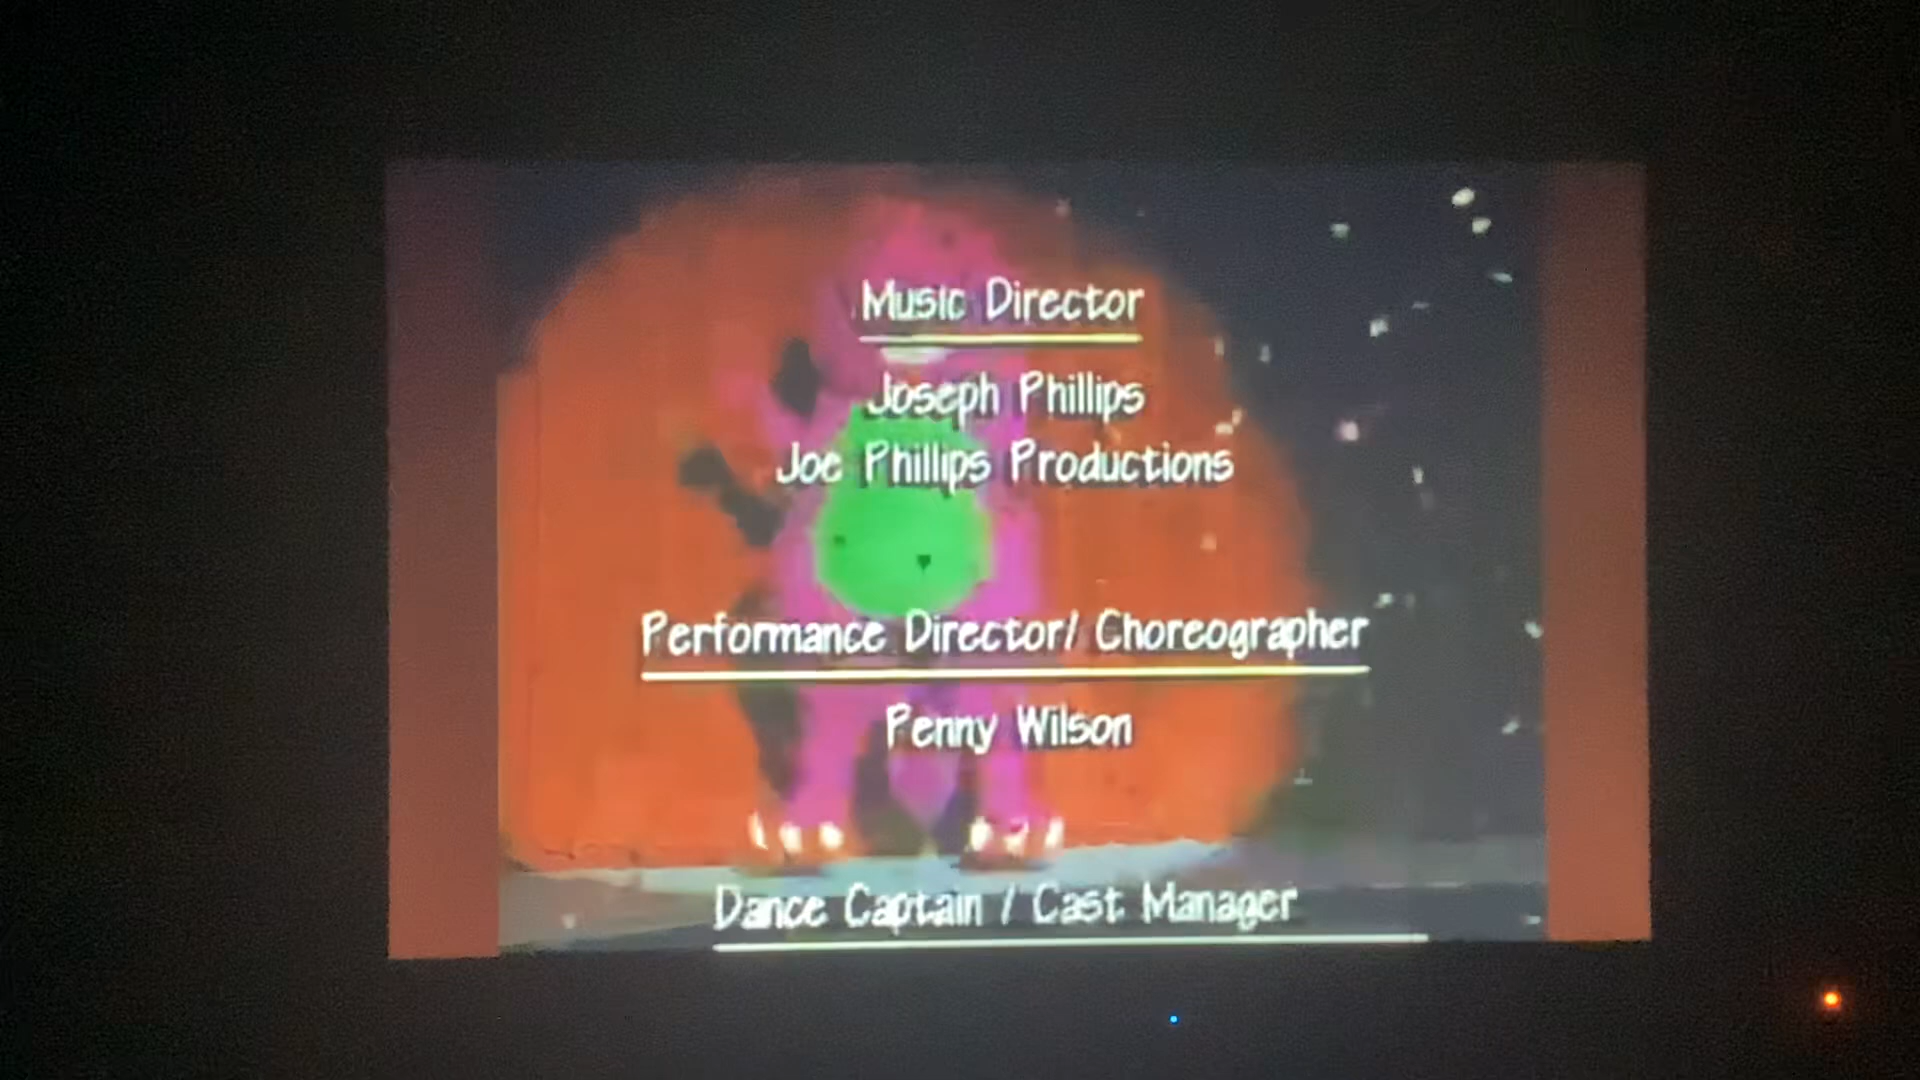 Music Director
Joseph Phillips
Joe Phillips Productions
Performance Director/ Choreographer
Penny Wilson
Dance Captain / Cast Manager